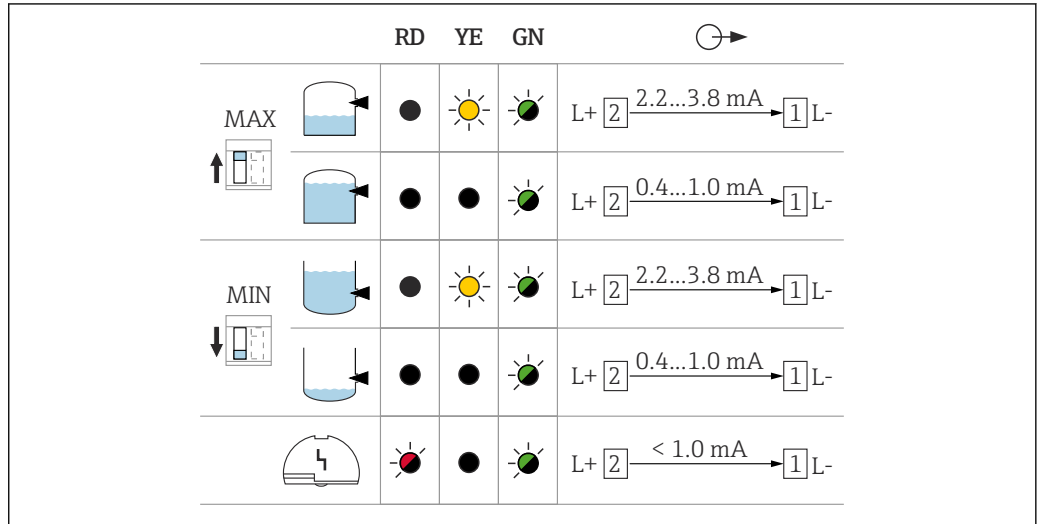 RD YE GN
MAX
L+ 2 2.2...3.8 mA 1 L-
L+ 2 0.4...1.0 mA 1 L-
MIN
L+ 2 2.2...3.8 mA 1 L-
L+ 2 0.4...1.0 mA 1 L-
L+ 2 < 1.0 mA 1 L-